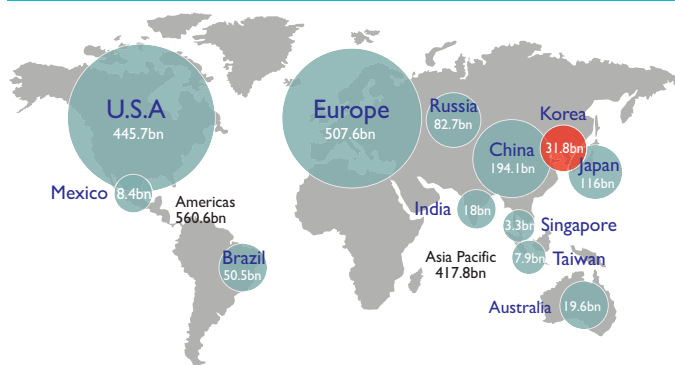 U.S.A
445.7bn
Europe
507.6bn
Russia
82.7bn
Korea
31.8bn
China
194.1bn
Japan
116bn
Mexico
8.4bn
Americas
560.6bn
India
18bn
3.3bn
Singapore
Brazil
50.5bn
Asia Pacific
417.8bn
7.9bn
Taiwan
Australia
19.6bn